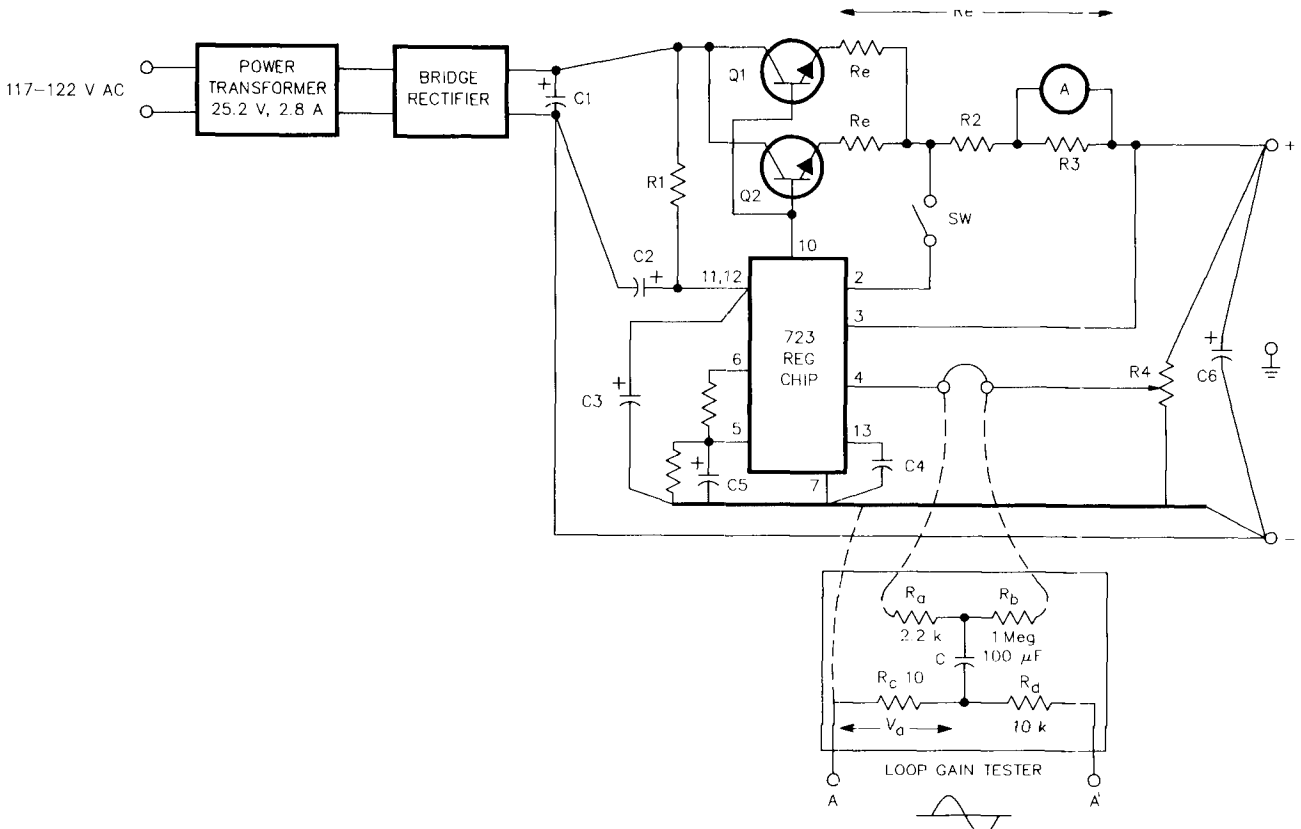 Re
117-122 V AC
POWER
TRANSFORMER
25.2 V, 2.8 A
BRIDGE
RECTIFIER
+
C1
Q1
Re
A
R1
Q2
Re
R2
R3
+
SW
10
C2
+
11,12
2
3
723
REG
CHIP
6
4
R4
+
C6
+
C3
5
13
+
C5
7
C4
-
Ra
2.2 k
Rb
1 Meg
C
100 μF
Rc 10
Rd
Va
10 k
LOOP GAIN TESTER
A
A'